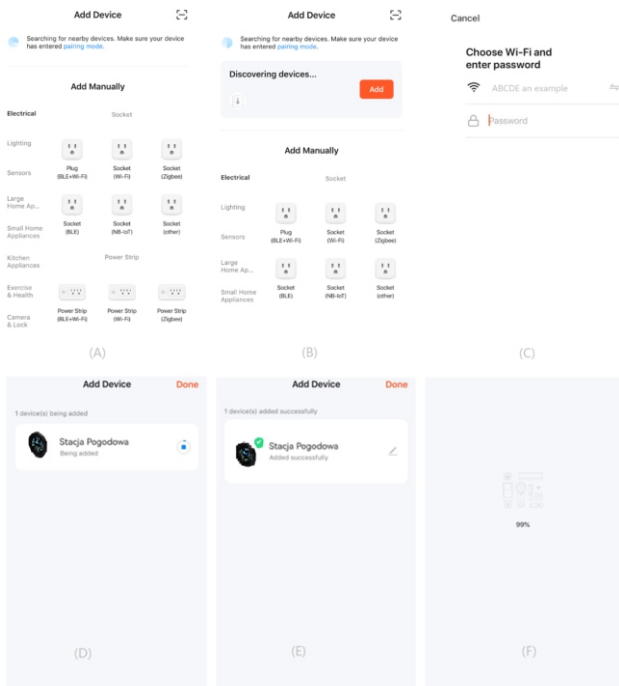 Add Device
Searching for nearby devices. Make sure your device
has entered pairing mode.
Add Manually
Electrical
Socket
Lighting
Plug
(BLE+Wi-Fi)
Socket
(Wi-Fi)
Socket
(Zigbee)
Sensors
Large
Home Ap...
Socket
(BLE)
Socket
(NB-IoT)
Socket
(other)
Small Home
Appliances
Kitchen
Appliances
Power Strip
Exercise
& Health
Power Strip
(BLE+Wi-Fi)
Power Strip
(Wi-Fi)
Power Strip
(Zigbee)
Camera
& Lock
(A)
Add Device
Searching for nearby devices. Make sure your device
has entered pairing mode.
Discovering devices...
Add
Add Manually
Electrical
Socket
Lighting
Plug
(BLE+Wi-Fi)
Socket
(Wi-Fi)
Socket
(Zigbee)
Sensors
Large
Home Ap...
Socket
(BLE)
Socket
(NB-IoT)
Socket
(other)
Small Home
Appliances
(B)
Cancel
Choose Wi-Fi and
enter password
ABCDE an example
Password
(C)
Add Device
Done
1 device(s) being added
Stacja Pogodowa
Being added
(D)
Add Device
Done
1 device(s) added successfully
Stacja Pogodowa
Added successfully
(E)
99%
(F)